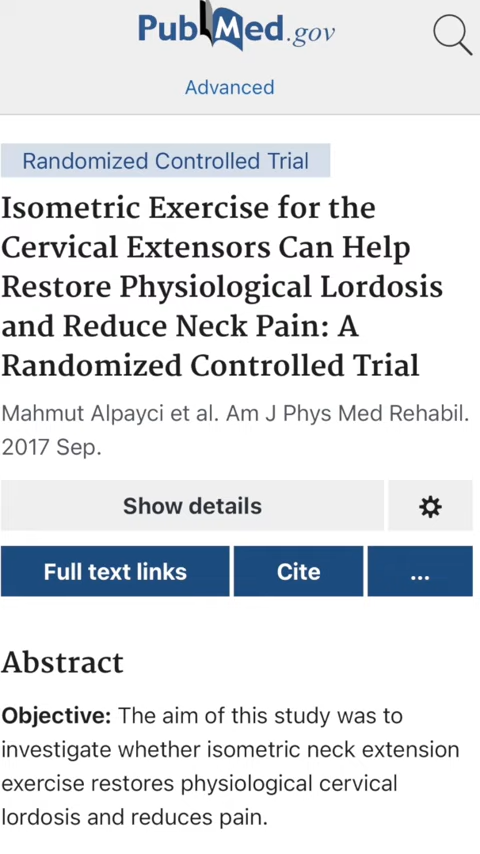 PubMed.gov
Advanced
Randomized Controlled Trial
Isometric Exercise for the
Cervical Extensors Can Help
Restore Physiological Lordosis
and Reduce Neck Pain: A
Randomized Controlled Trial
Mahmut Alpayci et al. Am J Phys Med Rehabil.
2017 Sep.
Show details
Full text links
Cite
...
Abstract
Objective: The aim of this study was to
investigate whether isometric neck extension
exercise restores physiological cervical
lordosis and reduces pain.